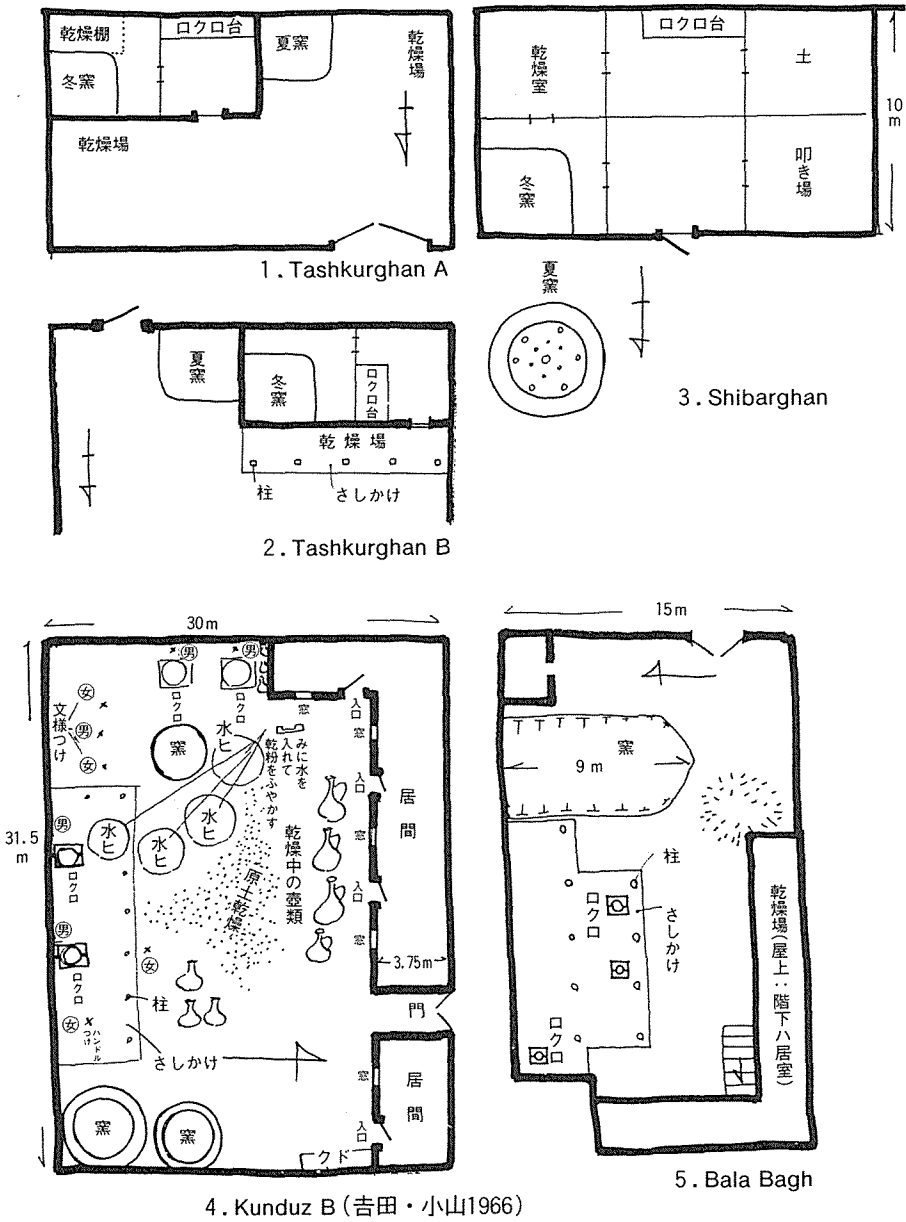 乾燥棚
ロクロ台
夏窯
乾燥場
冬窯
乾燥場
1. Tashkurghan A
ロクロ台
乾燥室
土
10
m
冬窯
叩き場
夏窯
3. Shibarghan
夏窯
冬窯
ロクロ台
乾燥場
柱
さしかけ
2. Tashkurghan B
30m
男
男
ロクロ
ロクロ
女
男
女
文様つけ
窯
水ヒ
みに水を
入れて
乾粉をふやかす
窓
入口
窓
入口
窓
入口
窓
居間
31.5
m
男
ロクロ
水ヒ
水ヒ
水ヒ
原土乾燥
乾燥中の壺類
男
ロクロ
女
柱
女
ハンドル
つけ
さしかけ
3.75m
門
窓
入口
居間
窯
窯
クド
4. Kunduz B (吉田・小山1966)
15m
窯
9m
柱
さしかけ
ロクロ
ロクロ
乾燥場(屋上:階下ハ居室)
5. Bala Bagh